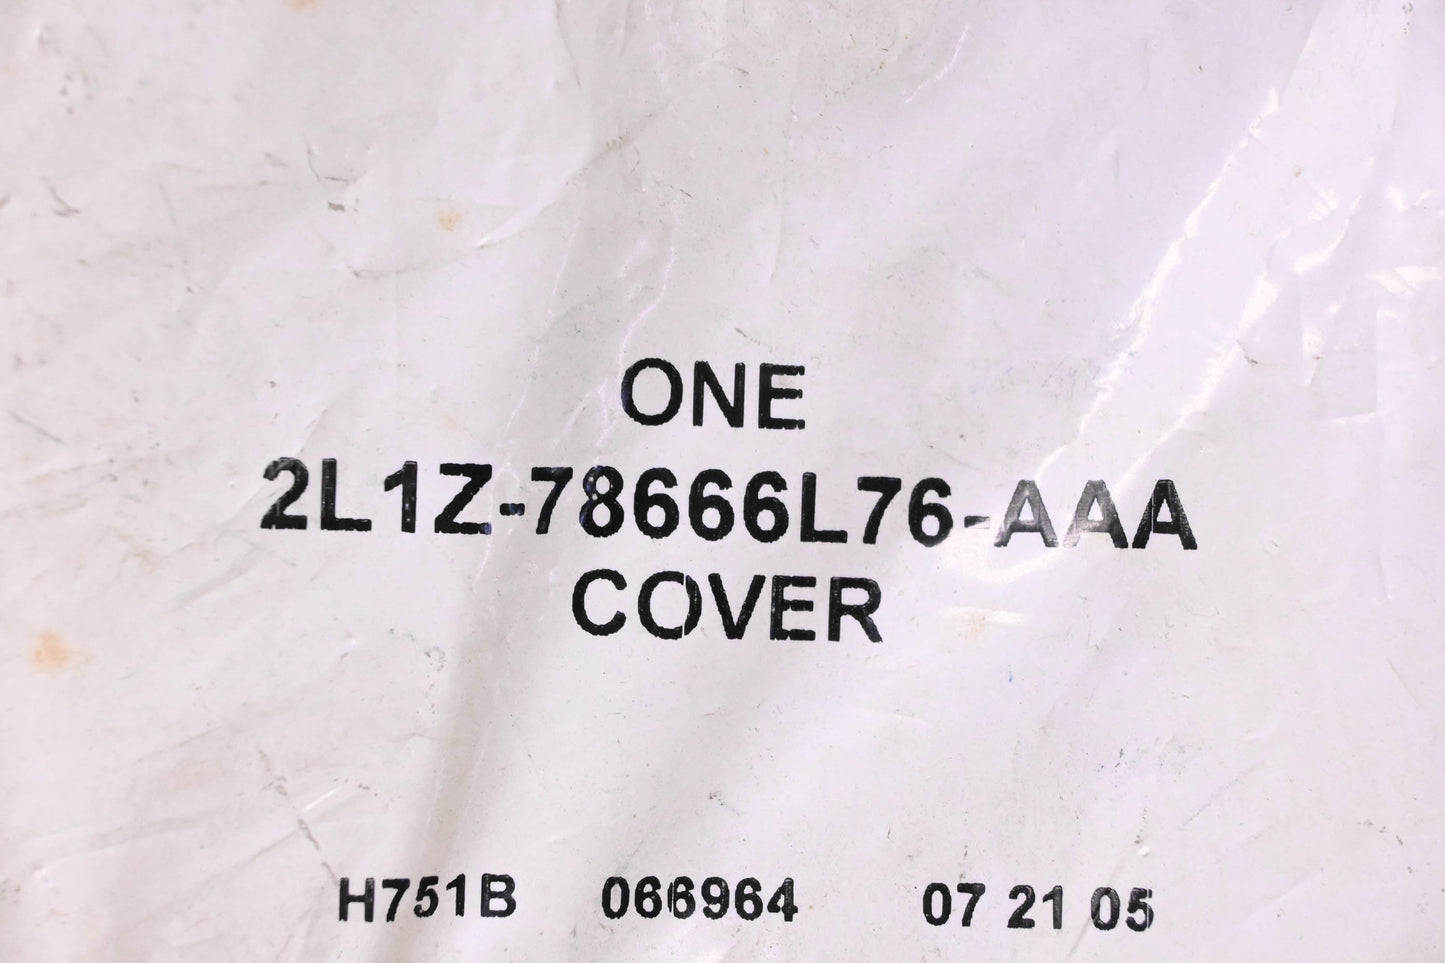 ONE
2L1Z-78666L76-AAA
COVER
H751B 066964 07 21 05